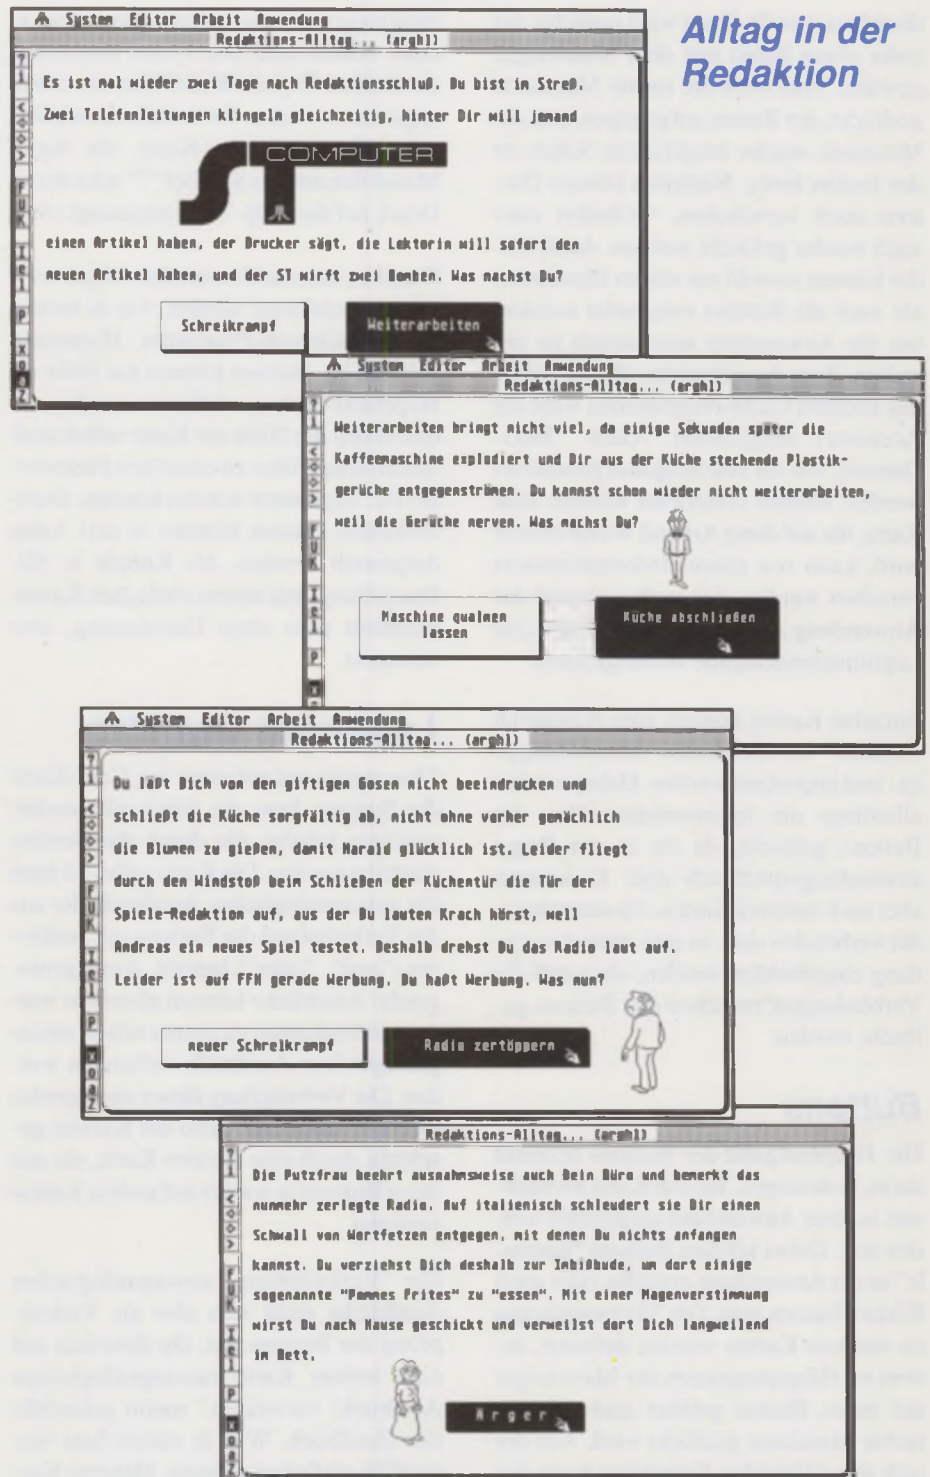 Alltag in der
Redaktion
System Editor Arbeit Anwendung
Redaktions-Alltag... (argh!)
Es ist mal wieder zwei Tage nach Redaktionsschluß. Du bist in Streß.
Zwei Telefonleitungen klingeln gleichzeitig, hinter Dir will jemand
ST COMPUTER
einen Artikel haben, der Drucker sägt, die Lektorin will sofort den
neuen Artikel haben, und der ST wirft zwei Bomben. Was machst Du?
Schreikrampf Weiterarbeiten
System Editor Arbeit Anwendung
Redaktions-Alltag... (argh!)
Weiterarbeiten bringt nicht viel, da einige Sekunden später die
Kaffemaschine explodiert und Dir aus der Küche stechende Plastik-
gerüche entgegenströmen. Du kannst schon wieder nicht weiterarbeiten,
weil die Gerüche nerven. Was machst Du?
Maschine qualmen
lassen
Küche abschließen
System Editor Arbeit Anwendung
Redaktions-Alltag... (argh!)
Du läßt Dich von den giftigen Gasen nicht beeindrucken und
schließt die Küche sorgfältig ab, nicht ohne vorher gemächlich
die Blumen zu gießen, damit Harald glücklich ist. Leider fliegt
durch den Windstoß beim Schließen der Küchentür die Tür der
Spiele-Redaktion auf, aus der Du lauten Krach hörst, weil
Andreas ein neues Spiel testet. Deshalb drehst Du das Radio laut auf.
Leider ist auf FFN gerade Werbung. Du haßt Werbung. Was nun?
neuer Schreikrampf Radio zertöppern
Redaktions-Alltag... (argh!)
Die Putzfrau begehrt ausnahmsweise mal Dein Büro und bemerkt das
nunmehr zerlegte Radio. Auf italienisch schleudert sie Dir einen
Schwall von Wortfetzen entgegen, mit denen Du nichts anfangen
kannst. Du verziehst Dich deshalb zur Inbißbude, um dort einige
sogenannte "Pommes Frites" zu "essen". Mit einer Magenverstimmung
wirst Du nach Hause geschickt und verweilst dort Dich langweilend
im Bett.
Ärger